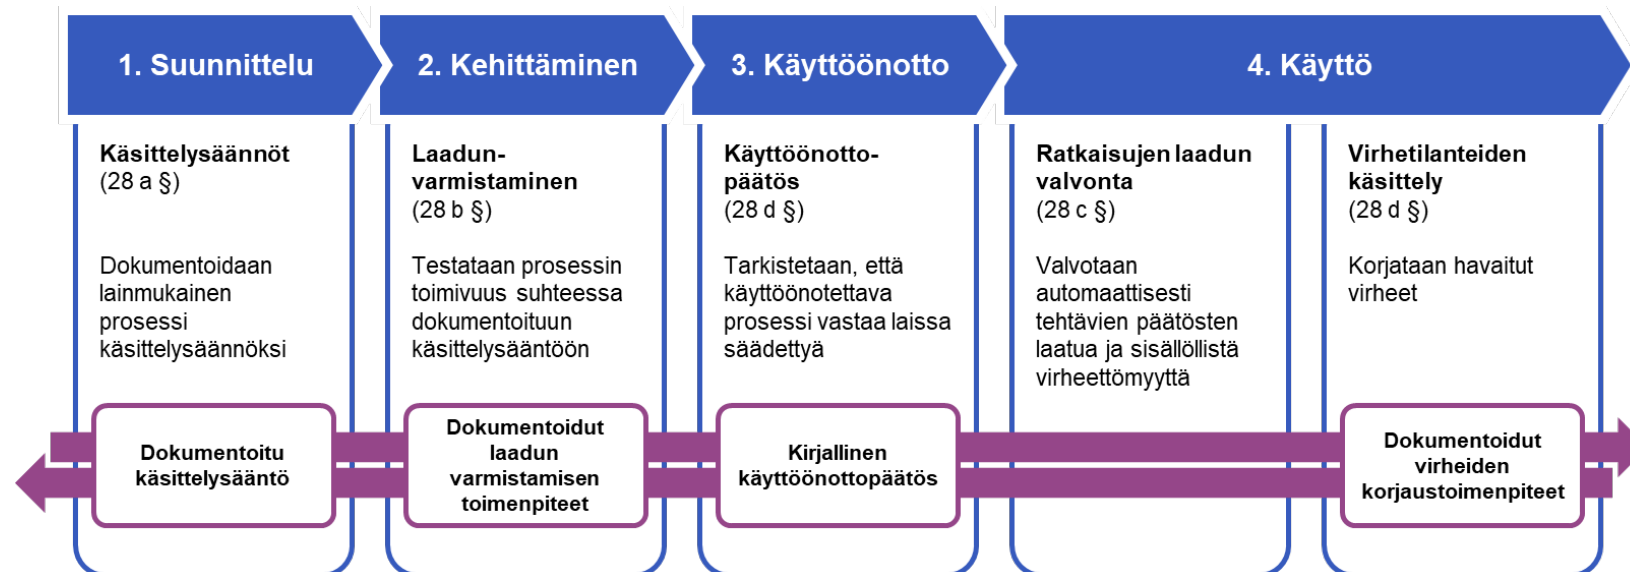 1. Suunnittelu
2. Kehittäminen
3. Käyttöönotto
4. Käyttö
Käsittelysäännöt
(28 a §)
Dokumentoidaan
lainmukainen
prosessi
käsittelysäännöksi
Laadun-
varmistaminen
(28 b §)
Testataan prosessin
toimivuus suhteessa
dokumentoituun
käsittelysääntöön
Käyttöönotto-
päätös
(28 d §)
Tarkistetaan, että
käyttöönotettava
prosessi vastaa laissa
säädettyä
Ratkaisujen laadun
valvonta
(28 c §)
Valvotaan
automaattisesti
tehtävien päätösten
laatua ja sisällöllistä
virheettömyyttä
Virhetilanteiden
käsittely
(28 d §)
Korjataan havaitut
virheet
Dokumentoitu
käsittelysääntö
Dokumentoidut
laadun
varmistamisen
toimenpiteet
Kirjallinen
käyttöönottopäätös
Dokumentoidut
virheiden
korjaustoimenpiteet